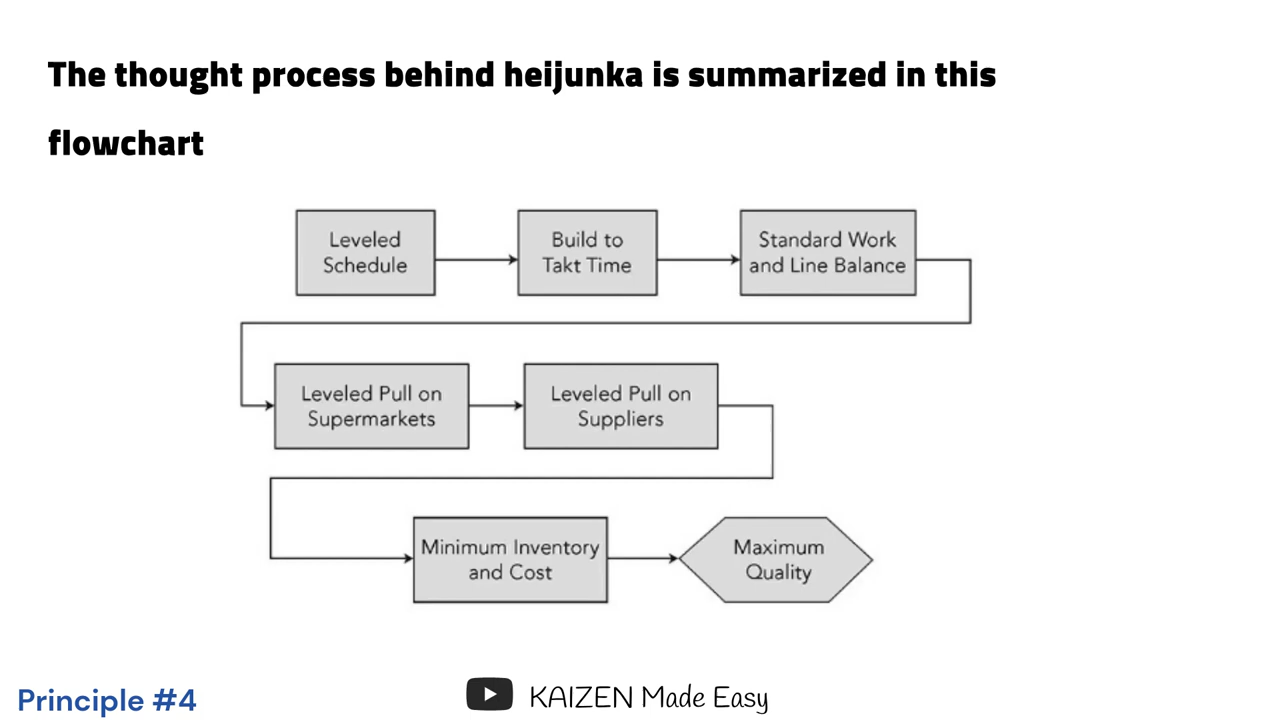 The thought process behind heijunka is summarized in this
flowchart
Leveled
Schedule
Build to
Takt Time
Standard Work
and Line Balance
Leveled Pull on
Supermarkets
Leveled Pull on
Suppliers
Minimum Inventory
and Cost
Maximum
Quality
Principle #4
KAIZEN Made Easy